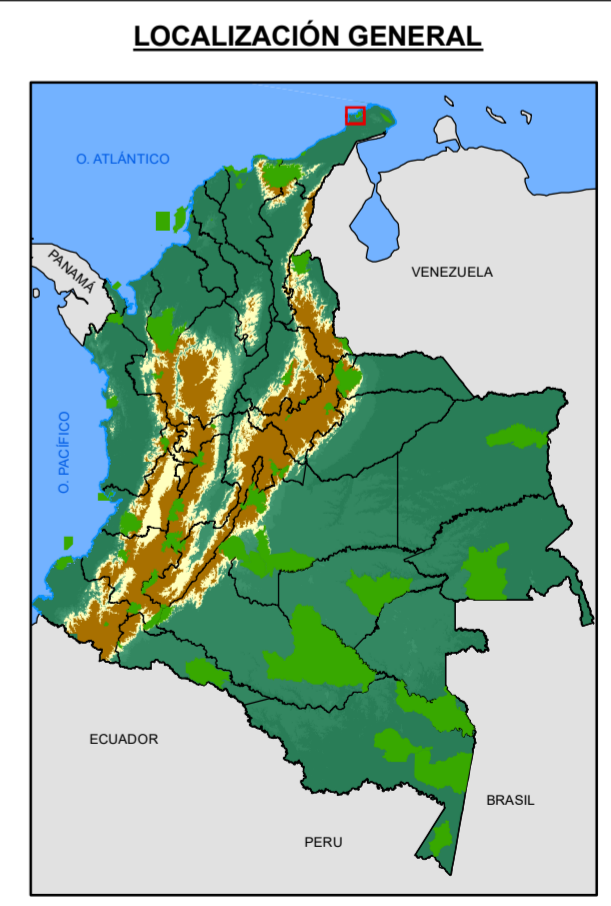 LOCALIZACIÓN GENERAL
O. ATLÁNTICO
PANAMÁ
VENEZUELA
O. PACÍFICO
ECUADOR
BRASIL
PERU